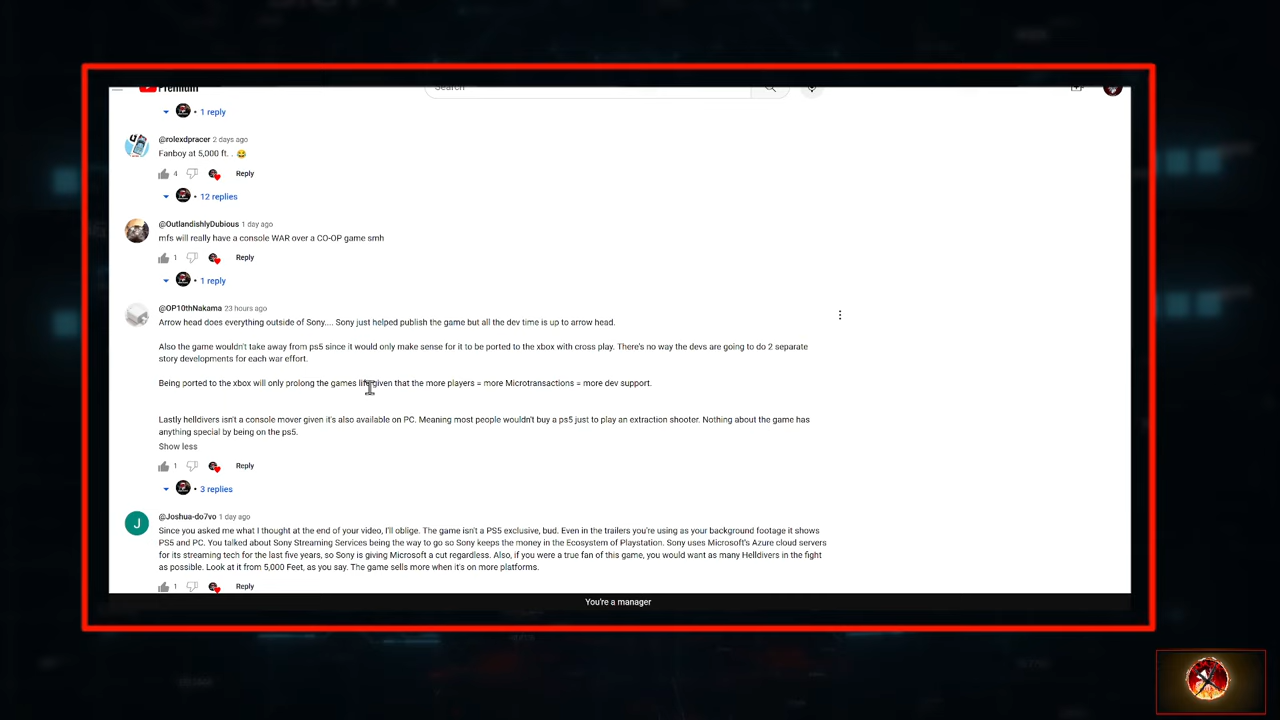 Premium
Search
• 1 reply
@rolexdpracer 2 days ago
Fanboy at 5,000 ft. . 😂
4 Reply
• 12 replies
@OutlandishlyDubious 1 day ago
mfs will really have a console WAR over a CO-OP game smh
1 Reply
• 1 reply
@OP10thNakama 23 hours ago
Arrow head does everything outside of Sony.... Sony just helped publish the game but all the dev time is up to arrow head.
Also the game wouldn't take away from ps5 since it would only make sense for it to be ported to the xbox with cross play. There's no way the devs are going to do 2 separate
story developments for each war effort.
Being ported to the xbox will only prolong the games life given that the more players = more Microtransactions = more dev support.
Lastly helldivers isn't a console mover given it's also available on PC. Meaning most people wouldn't buy a ps5 just to play an extraction shooter. Nothing about the game has
anything special by being on the ps5.
Show less
1 Reply
• 3 replies
J
@Joshua-do7vo 1 day ago
Since you asked me what I thought at the end of your video, I'll oblige. The game isn't a PS5 exclusive, bud. Even in the trailers you're using as your background footage it shows
PS5 and PC. You talked about Sony Streaming Services being the way to go so Sony keeps the money in the Ecosystem of Playstation. Sony uses Microsoft's Azure cloud servers
for its streaming tech for the last five years, so Sony is giving Microsoft a cut regardless. Also, if you were a true fan of this game, you would want as many Helldivers in the fight
as possible. Look at it from 5,000 Feet, as you say. The game sells more when it's on more platforms.
1 Reply
You're a manager